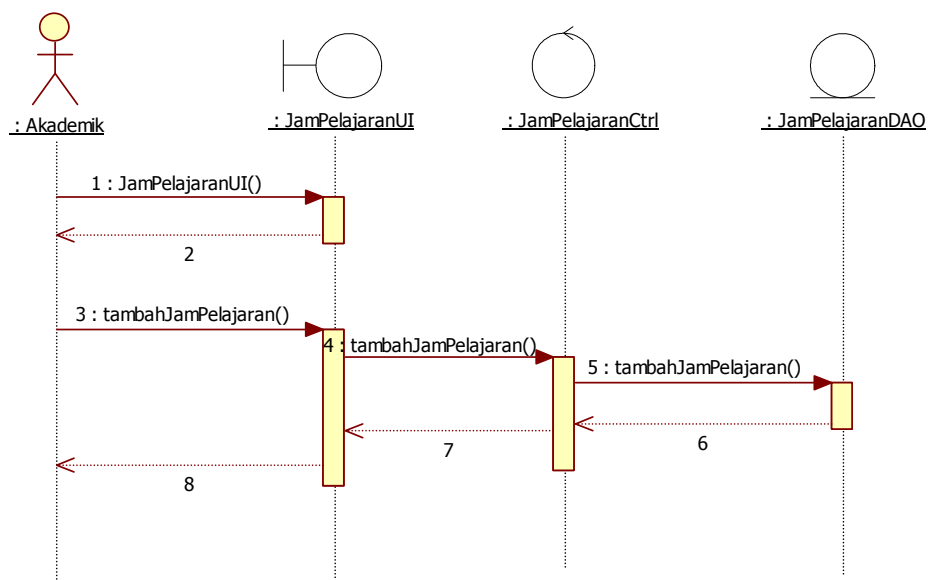 : Akademik
: JamPelajaranUI
: JamPelajaranCtrl
: JamPelajaranDAO
1 : JamPelajaranUI()
2
3 : tambahJamPelajaran()
4 : tambahJamPelajaran()
5 : tambahJamPelajaran()
6
7
8